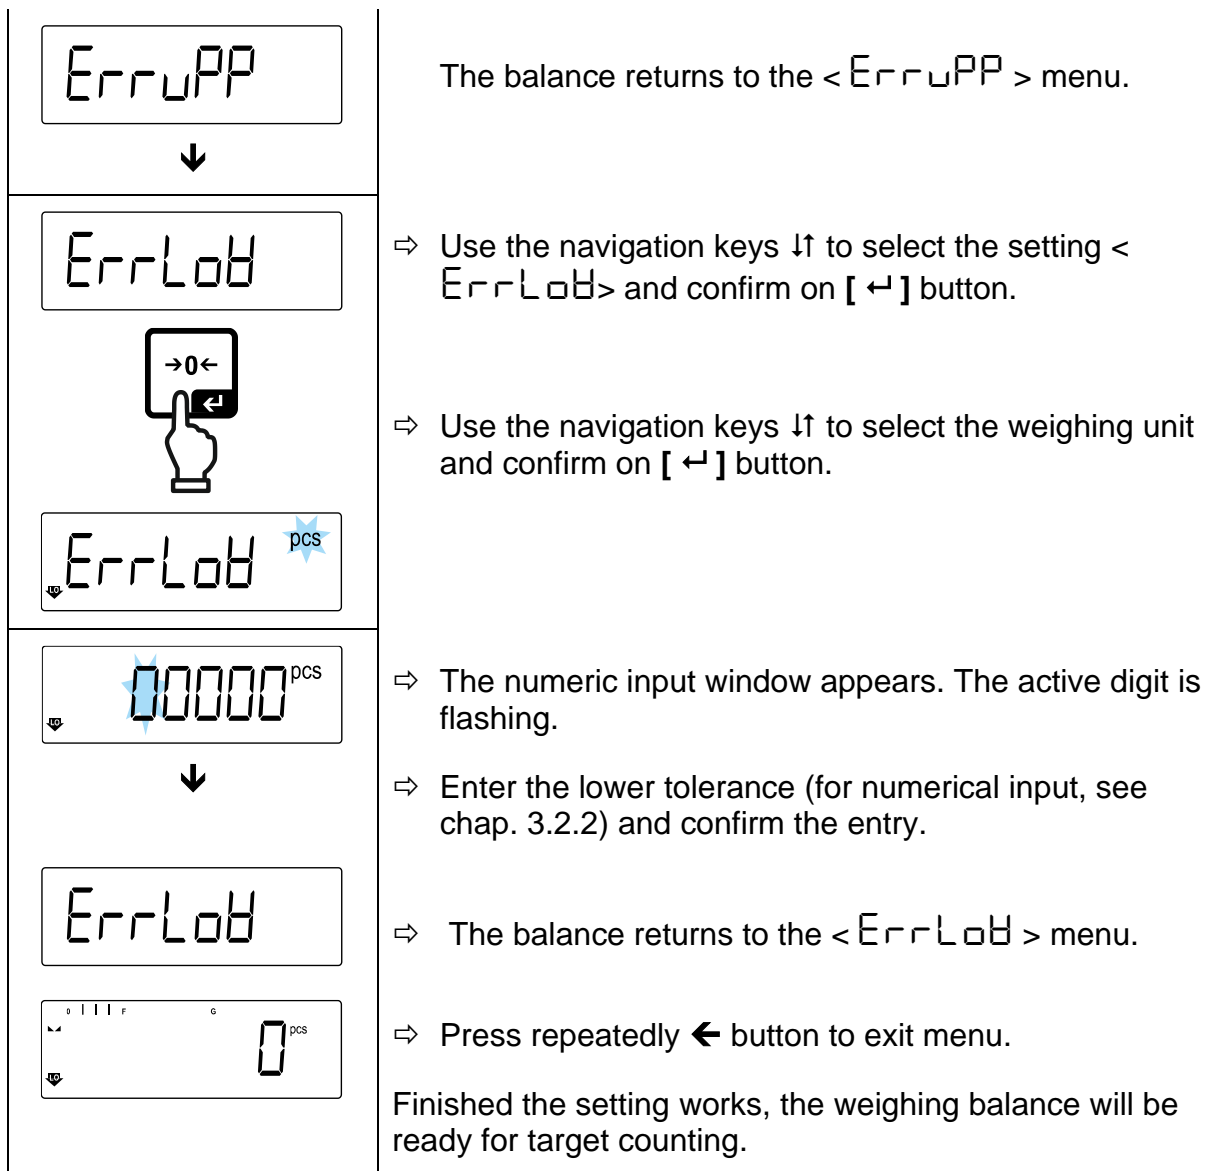 ErruPP
The balance returns to the < ErruPP > menu.
ErrLoW
⇨ Use the navigation keys ↓↑ to select the setting <
ErrLoW> and confirm on [ ↵ ] button.
→0←
↵
⇨ Use the navigation keys ↓↑ to select the weighing unit
and confirm on [ ↵ ] button.
ErrLoW pcs
LO
00000 pcs
LO
⇨ The numeric input window appears. The active digit is
flashing.
⇨ Enter the lower tolerance (for numerical input, see
chap. 3.2.2) and confirm the entry.
ErrLoW
⇨ The balance returns to the < ErrLoW > menu.
0 F G
0 pcs
LO
⇨ Press repeatedly ← button to exit menu.
Finished the setting works, the weighing balance will be
ready for target counting.